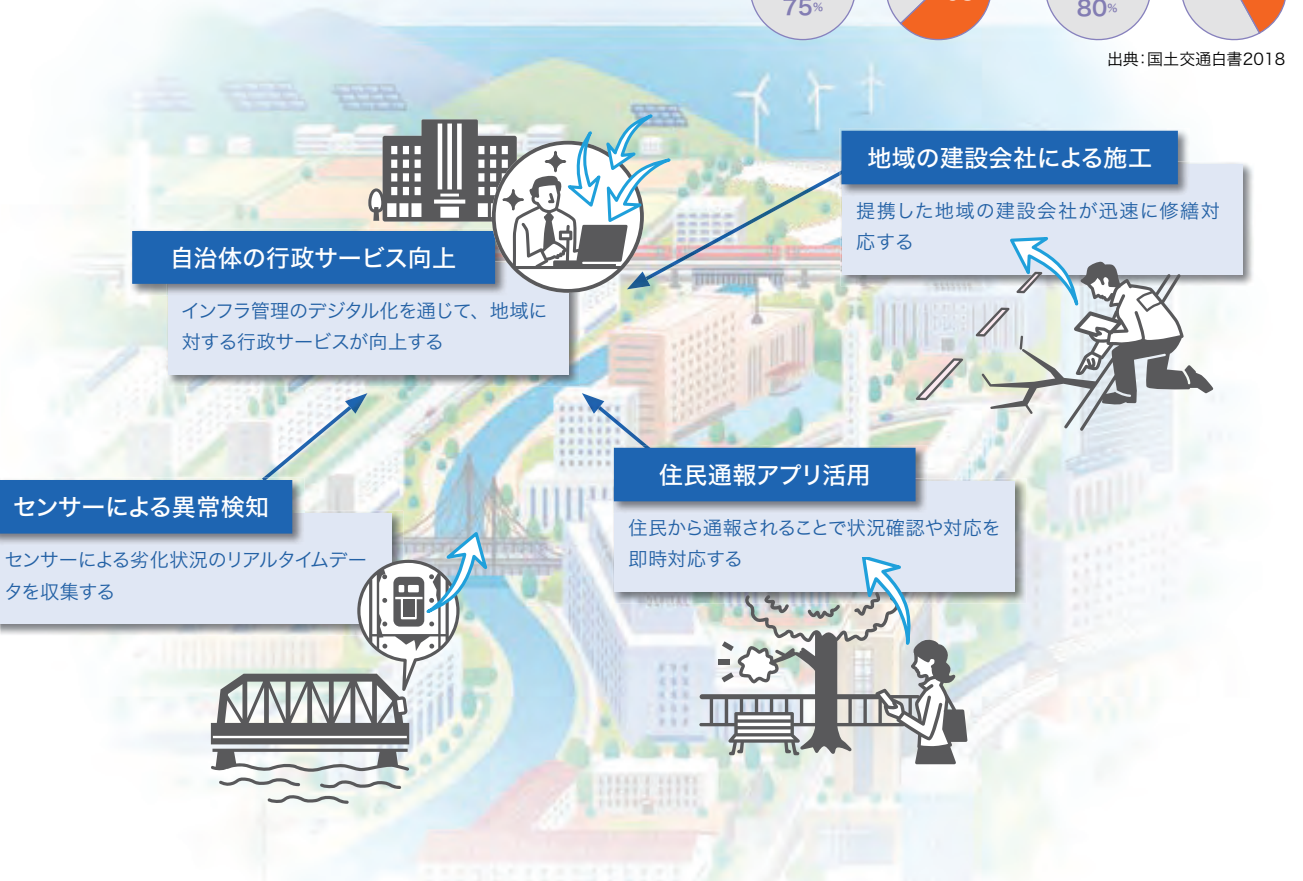 75%
80%
出典:国土交通白書2018
地域の建設会社による施工
提携した地域の建設会社が迅速に修繕対
応する
自治体の行政サービス向上
インフラ管理のデジタル化を通じて、地域に
対する行政サービスが向上する
住民通報アプリ活用
住民から通報されることで状況確認や対応を
即時対応する
センサーによる異常検知
センサーによる劣化状況のリアルタイムデー
タを収集する
HOSPITAL